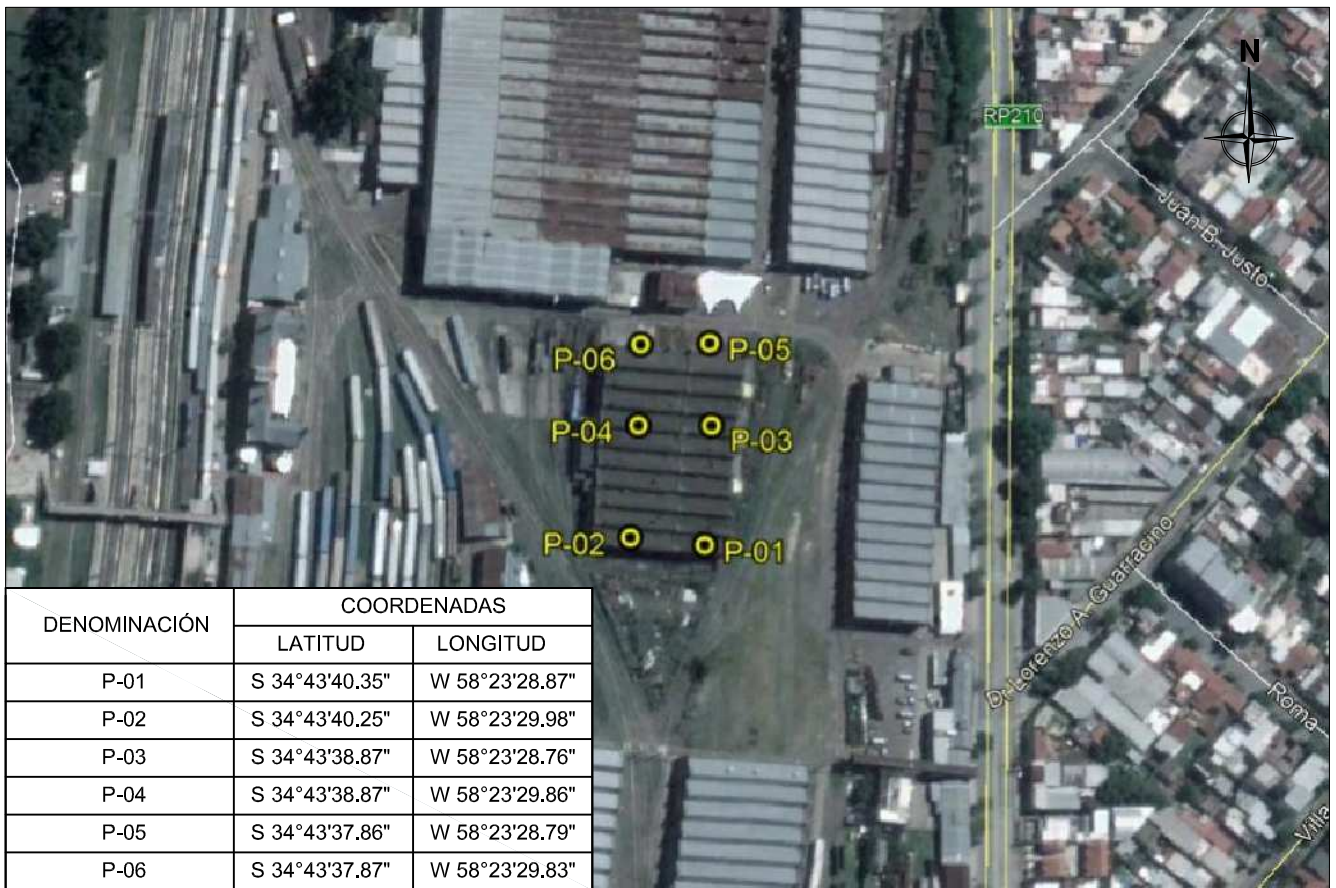 N
RP210
Juan B. Justo
P-06
P-05
P-04
P-03
P-02
P-01
D. Lorenzo A. Guarracino
Roma
Villa
DENOMINACIÓN
COORDENADAS
LATITUD
LONGITUD
P-01 S 34°43'40.35" W 58°23'28.87"
P-02 S 34°43'40.25" W 58°23'29.98"
P-03 S 34°43'38.87" W 58°23'28.76"
P-04 S 34°43'38.87" W 58°23'29.86"
P-05 S 34°43'37.86" W 58°23'28.79"
P-06 S 34°43'37.87" W 58°23'29.83"